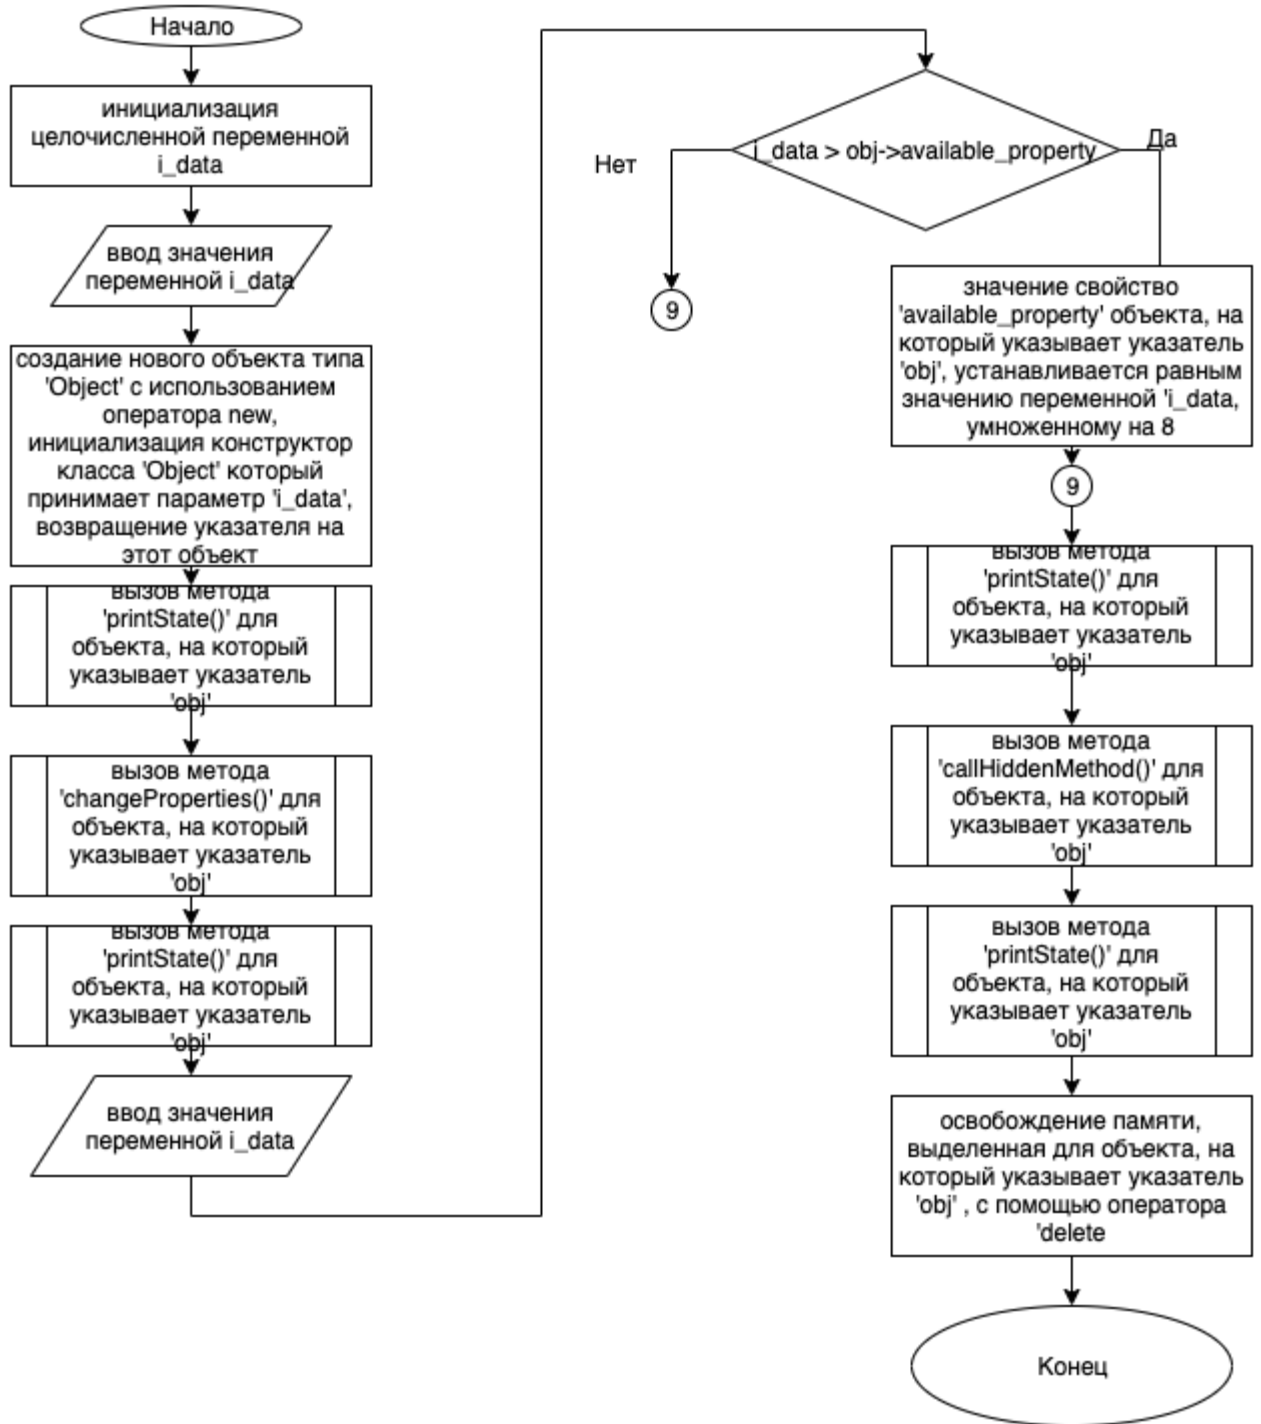 Начало
инициализация
целочисленной переменной
i_data
ввод значения
переменной i_data
создание нового объекта типа
'Object' с использованием
оператора new,
инициализация конструктор
класса 'Object' который
принимает параметр 'i_data',
возвращение указателя на
этот объект
вызов метода
'printState()' для
объекта, на который
указывает указатель
'obj'
вызов метода
'changeProperties()' для
объекта, на который
указывает указатель
'obj'
вызов метода
'printState()' для
объекта, на который
указывает указатель
'obj'
ввод значения
переменной i_data
i_data > obj->available_property
Нет
Да
9
значение свойство
'available_property' объекта, на
который указывает указатель
'obj', устанавливается равным
значению переменной 'i_data,
умноженному на 8
9
вызов метода
'printState()' для
объекта, на который
указывает указатель
'obj'
вызов метода
'callHiddenMethod()' для
объекта, на который
указывает указатель
'obj'
вызов метода
'printState()' для
объекта, на который
указывает указатель
'obj'
освобождение памяти,
выделенная для объекта, на
который указывает указатель
'obj' , с помощью оператора
'delete
Конец